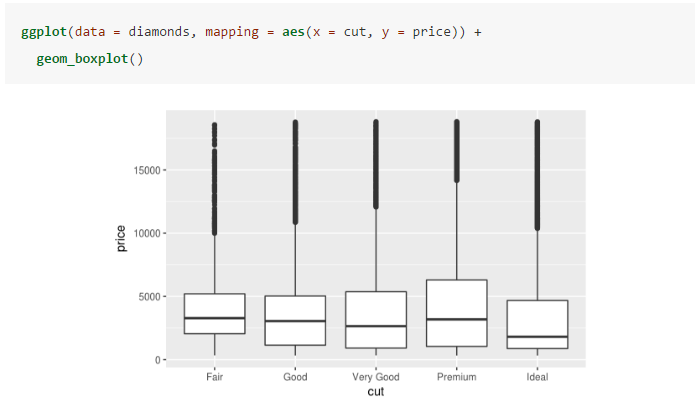 ggplot(data = diamonds, mapping = aes(x = cut, y = price)) +
  geom_boxplot()
15000
10000
5000
0
price
Fair Good Very Good Premium Ideal
cut